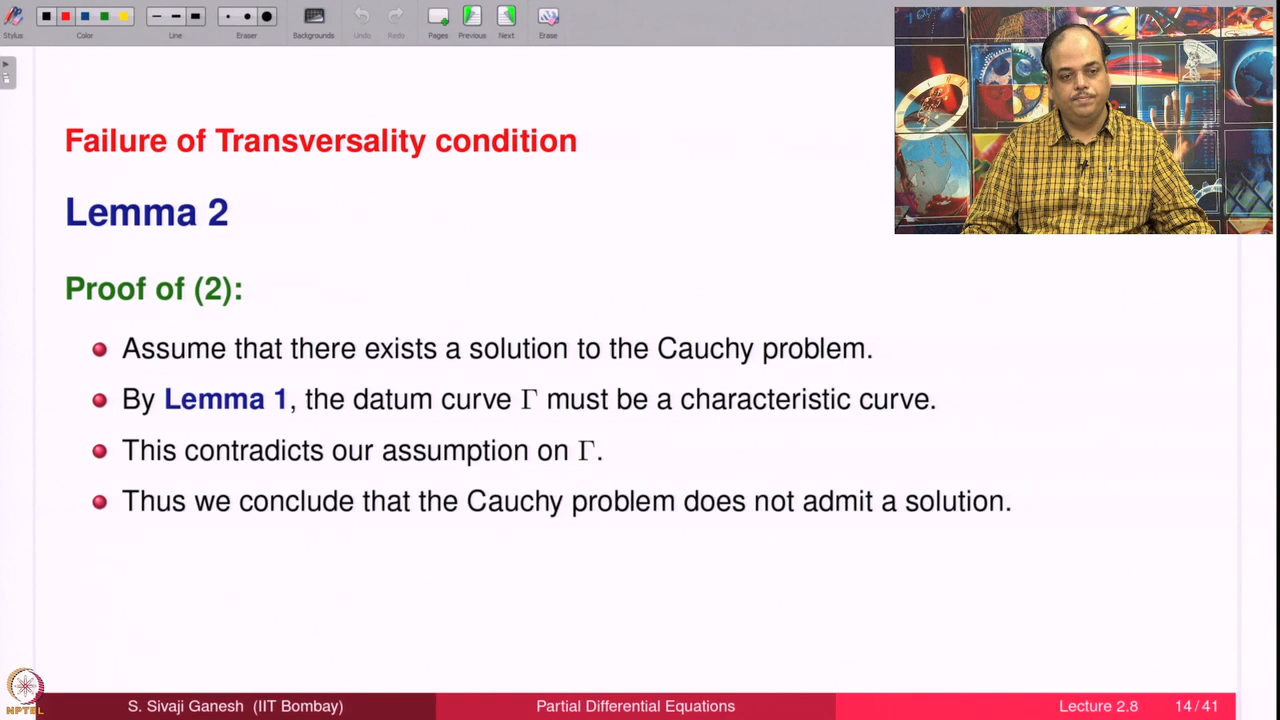 Stylus
Color
Line
Eraser
Backgrounds
Undo
Redo
Pages
Previous
Next
Erase
Failure of Transversality condition
Lemma 2
Proof of (2):
Assume that there exists a solution to the Cauchy problem.
By Lemma 1, the datum curve Γ must be a characteristic curve.
This contradicts our assumption on Γ.
Thus we conclude that the Cauchy problem does not admit a solution.
NPTEL
S. Sivaji Ganesh (IIT Bombay)
Partial Differential Equations
Lecture 2.8
14/41